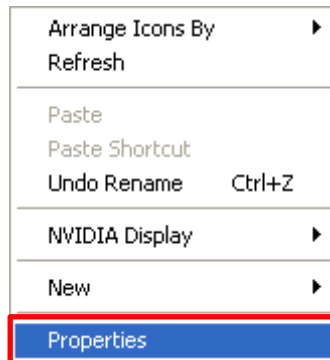 Arrange Icons By
Refresh
Paste
Paste Shortcut
Undo Rename Ctrl+Z
NVIDIA Display
New
Properties